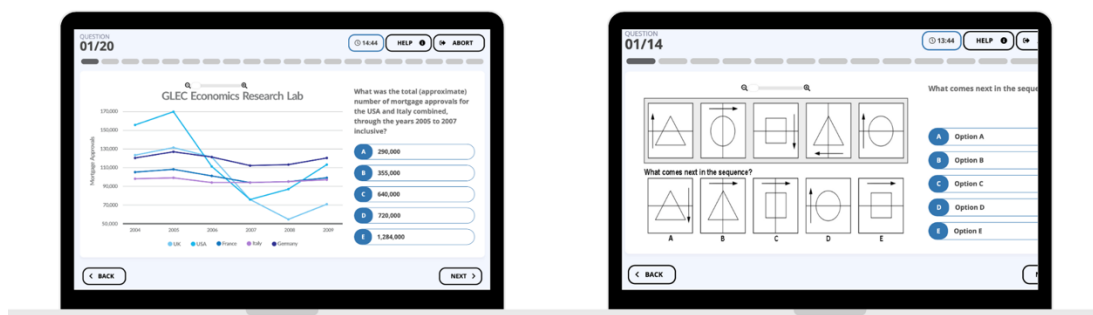 QUESTION
01/20
14:44
HELP
ABORT
GLEC Economics Research Lab
170,000
150,000
130,000
110,000
90,000
70,000
50,000
Mortgage Approvals
2004 2005 2006 2007 2008 2009
UK USA France Italy Germany
What was the total (approximate)
number of mortgage approvals for
the USA and Italy combined,
through the years 2005 to 2007
inclusive?
A 290,000
B 355,000
C 640,000
D 720,000
E 1,284,000
< BACK
NEXT >
QUESTION
01/14
13:44
HELP
What comes next in the seque
What comes next in the sequence?
A B C D E
A Option A
B Option B
C Option C
D Option D
E Option E
< BACK